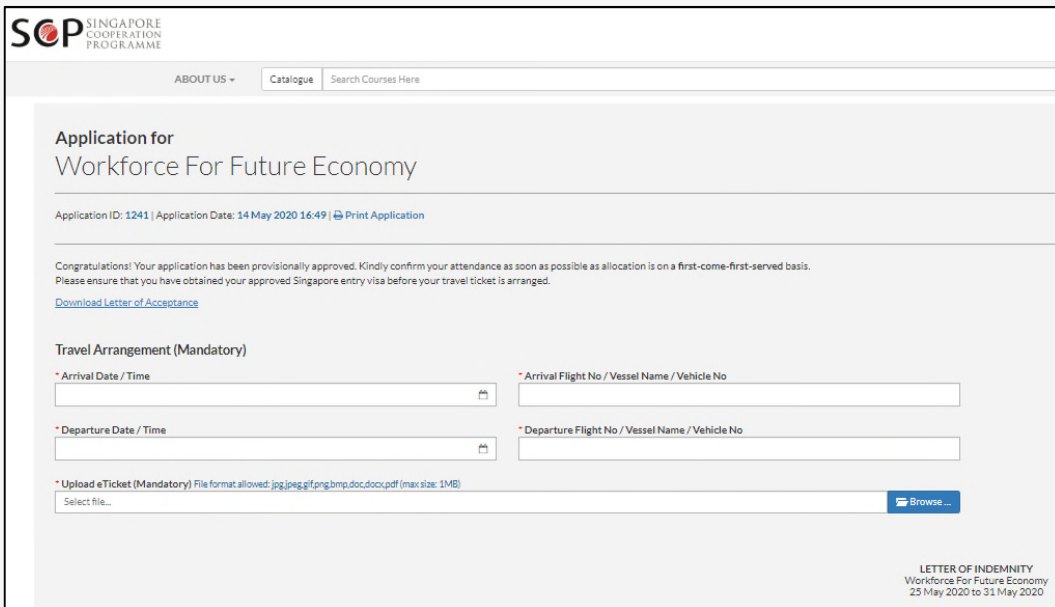 SCP SINGAPORE
COOPERATION
PROGRAMME
ABOUT US
Catalogue
Search Courses Here
Application for
Workforce For Future Economy
Application ID: 1241 | Application Date: 14 May 2020 16:49 | Print Application
Congratulations! Your application has been provisionally approved. Kindly confirm your attendance as soon as possible as allocation is on a first-come-first-served basis.
Please ensure that you have obtained your approved Singapore entry visa before your travel ticket is arranged.
Download Letter of Acceptance
Travel Arrangement (Mandatory)
* Arrival Date / Time
* Arrival Flight No / Vessel Name / Vehicle No
* Departure Date / Time
* Departure Flight No / Vessel Name / Vehicle No
* Upload eTicket (Mandatory) File format allowed: jpg,jpeg,gif,png,bmp,doc,docx,pdf (max size: 1MB)
Select file...
Browse ...
LETTER OF INDEMNITY
Workforce For Future Economy
25 May 2020 to 31 May 2020